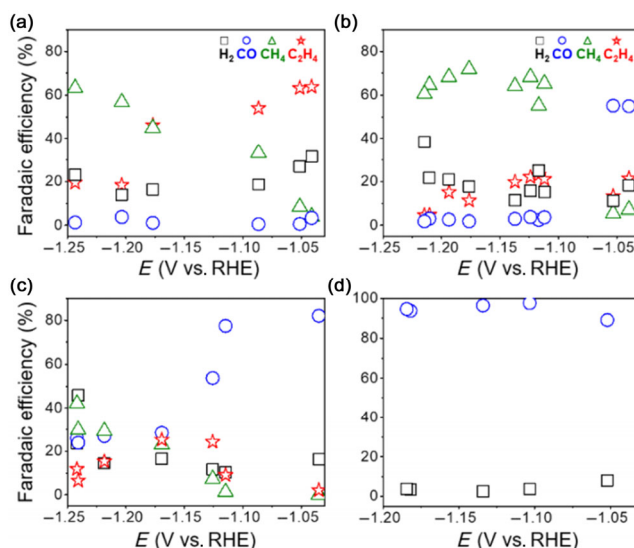 (a)
H₂ CO CH₄ C₂H₄
Faradaic efficiency (%)
80
60
40
20
0
−1.25 −1.20 −1.15 −1.10 −1.05
E (V vs. RHE)
(b)
H₂ CO CH₄ C₂H₄
80
60
40
20
0
−1.20 −1.15 −1.10 −1.05
E (V vs. RHE)
(c)
Faradaic efficiency (%)
80
60
40
20
0
−1.25 −1.20 −1.15 −1.10 −1.05
E (V vs. RHE)
(d)
100
80
60
40
20
0
−1.20 −1.15 −1.10 −1.05
E (V vs. RHE)